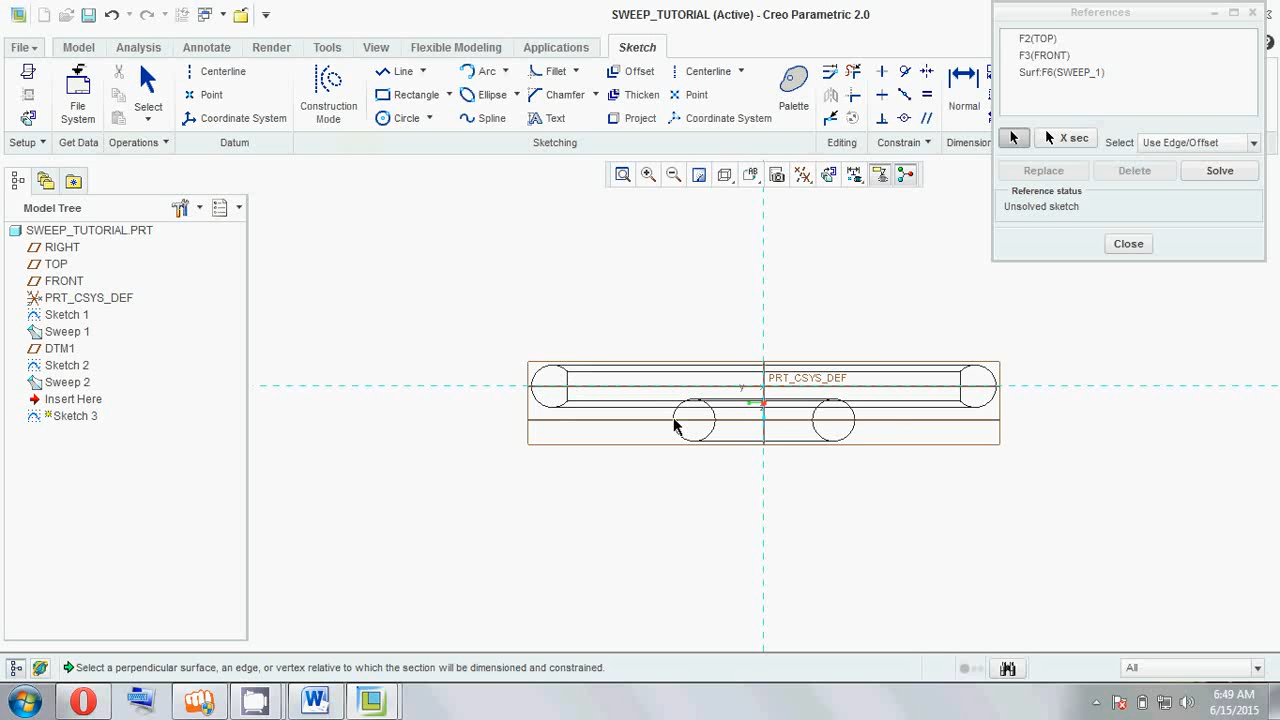 SWEEP_TUTORIAL (Active) - Creo Parametric 2.0
References
File Model Analysis Annotate Render Tools View Flexible Modeling Applications Sketch
F2(TOP)
F3(FRONT)
Surf:F6(SWEEP_1)
Centerline Line Arc Fillet Offset Centerline
Point Rectangle Ellipse Chamfer Thicken Point
File System Select Construction Mode Palette Normal
Coordinate System Circle Spline Text Project Coordinate System
Setup Get Data Operations Datum Sketching Editing Constrain Dimension
X sec Select Use Edge/Offset
Replace Delete Solve
Reference status
Unsolved sketch
Close
Model Tree
SWEEP_TUTORIAL.PRT
RIGHT
TOP
FRONT
PRT_CSYS_DEF
Sketch 1
Sweep 1
DTM1
Sketch 2
Sweep 2
Insert Here
Sketch 3
PRT_CSYS_DEF
y
Select a perpendicular surface, an edge, or vertex relative to which the section will be dimensioned and constrained.
All
6:49 AM
6/15/2015